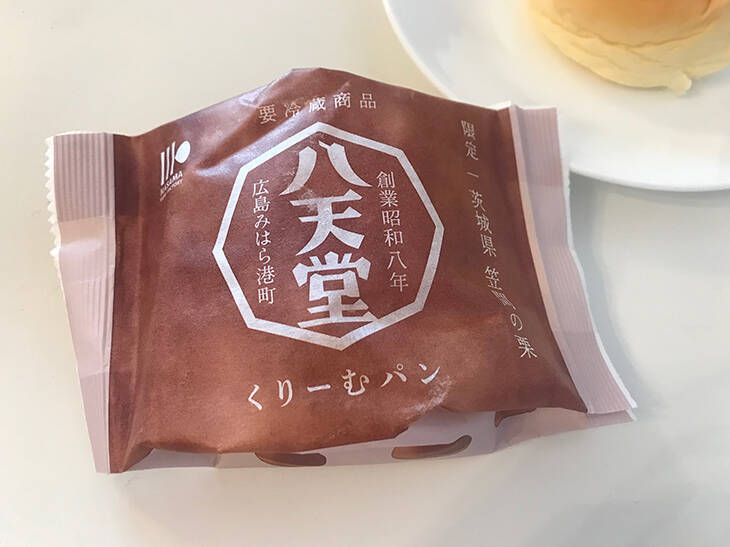 要冷蔵商品
限定 一 茨城県 笠間の栗
創業昭和八年
八天堂
広島みはら港町
くりーむパン